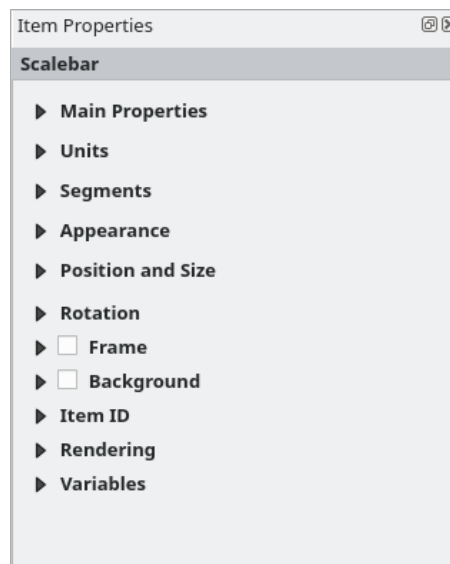 Item Properties
Scalebar
Main Properties
Units
Segments
Appearance
Position and Size
Rotation
Frame
Background
Item ID
Rendering
Variables